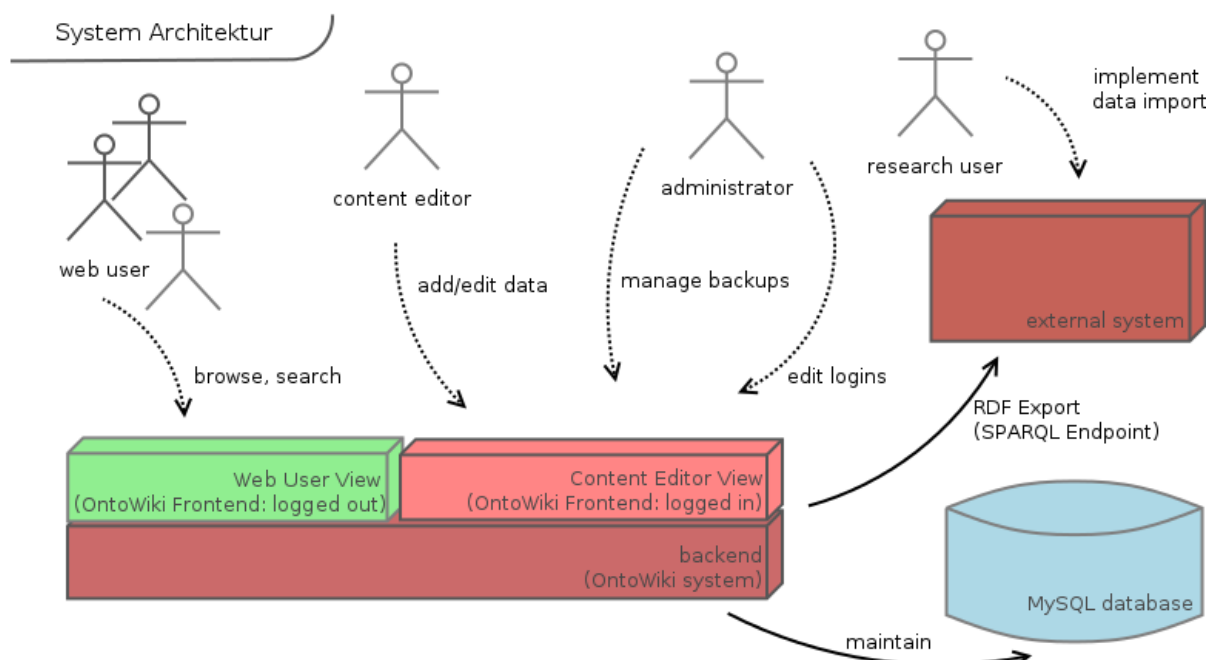 System Architektur
implement
data import
research user
content editor
administrator
web user
add/edit data
manage backups
external system
browse, search
edit logins
RDF Export
(SPARQL Endpoint)
Web User View
(OntoWiki Frontend: logged out)
Content Editor View
(OntoWiki Frontend: logged in)
backend
(OntoWiki system)
MySQL database
maintain